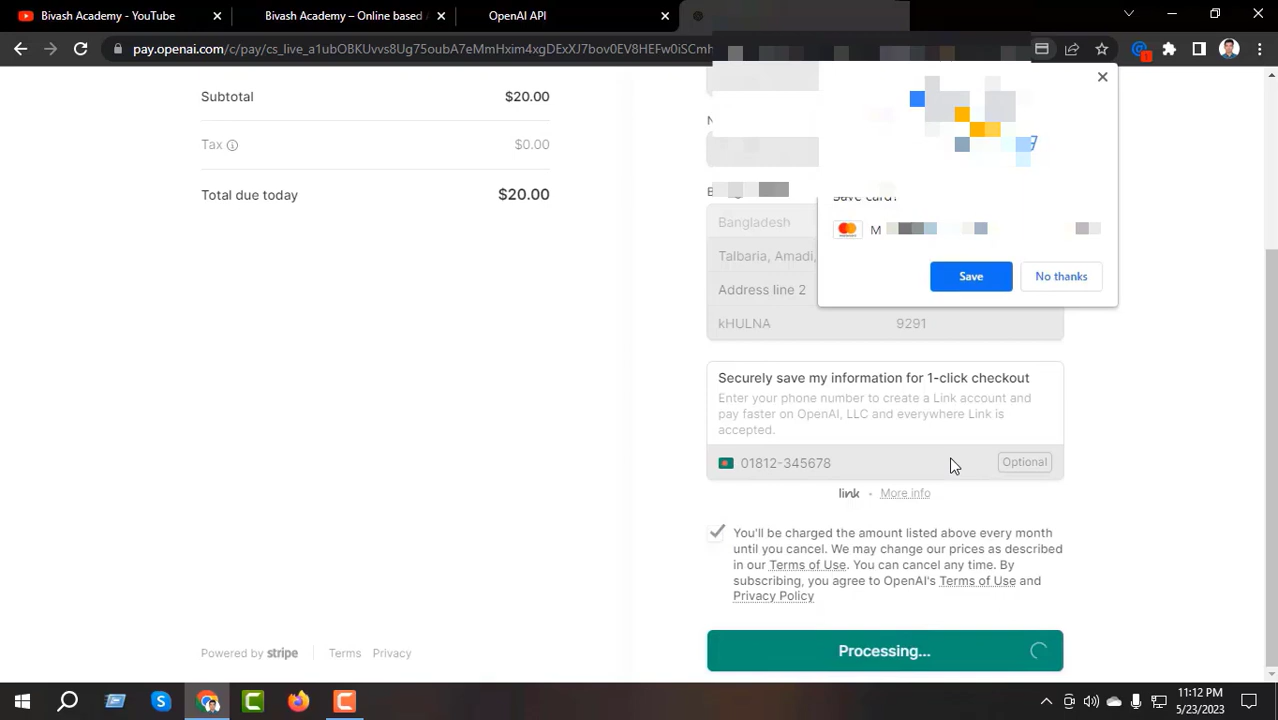 Bivash Academy - YouTube
Bivash Academy – Online based
OpenAI API
pay.openai.com/c/pay/cs_live_a1ubOBKUvvs8Ug75oubA7eMmHxim4xgDExXJ7bov0EV8HEFw0iSCmh
Subtotal $20.00
Tax $0.00
Total due today $20.00
Save card?
M
Save
No thanks
Bangladesh
Talbaria, Amadi,
Address line 2
kHULNA 9291
Securely save my information for 1-click checkout
Enter your phone number to create a Link account and
pay faster on OpenAI, LLC and everywhere Link is
accepted.
01812-345678 Optional
link • More info
You'll be charged the amount listed above every month
until you cancel. We may change our prices as described
in our Terms of Use. You can cancel any time. By
subscribing, you agree to OpenAI's Terms of Use and
Privacy Policy
Processing...
Powered by stripe Terms Privacy
11:12 PM
5/23/2023